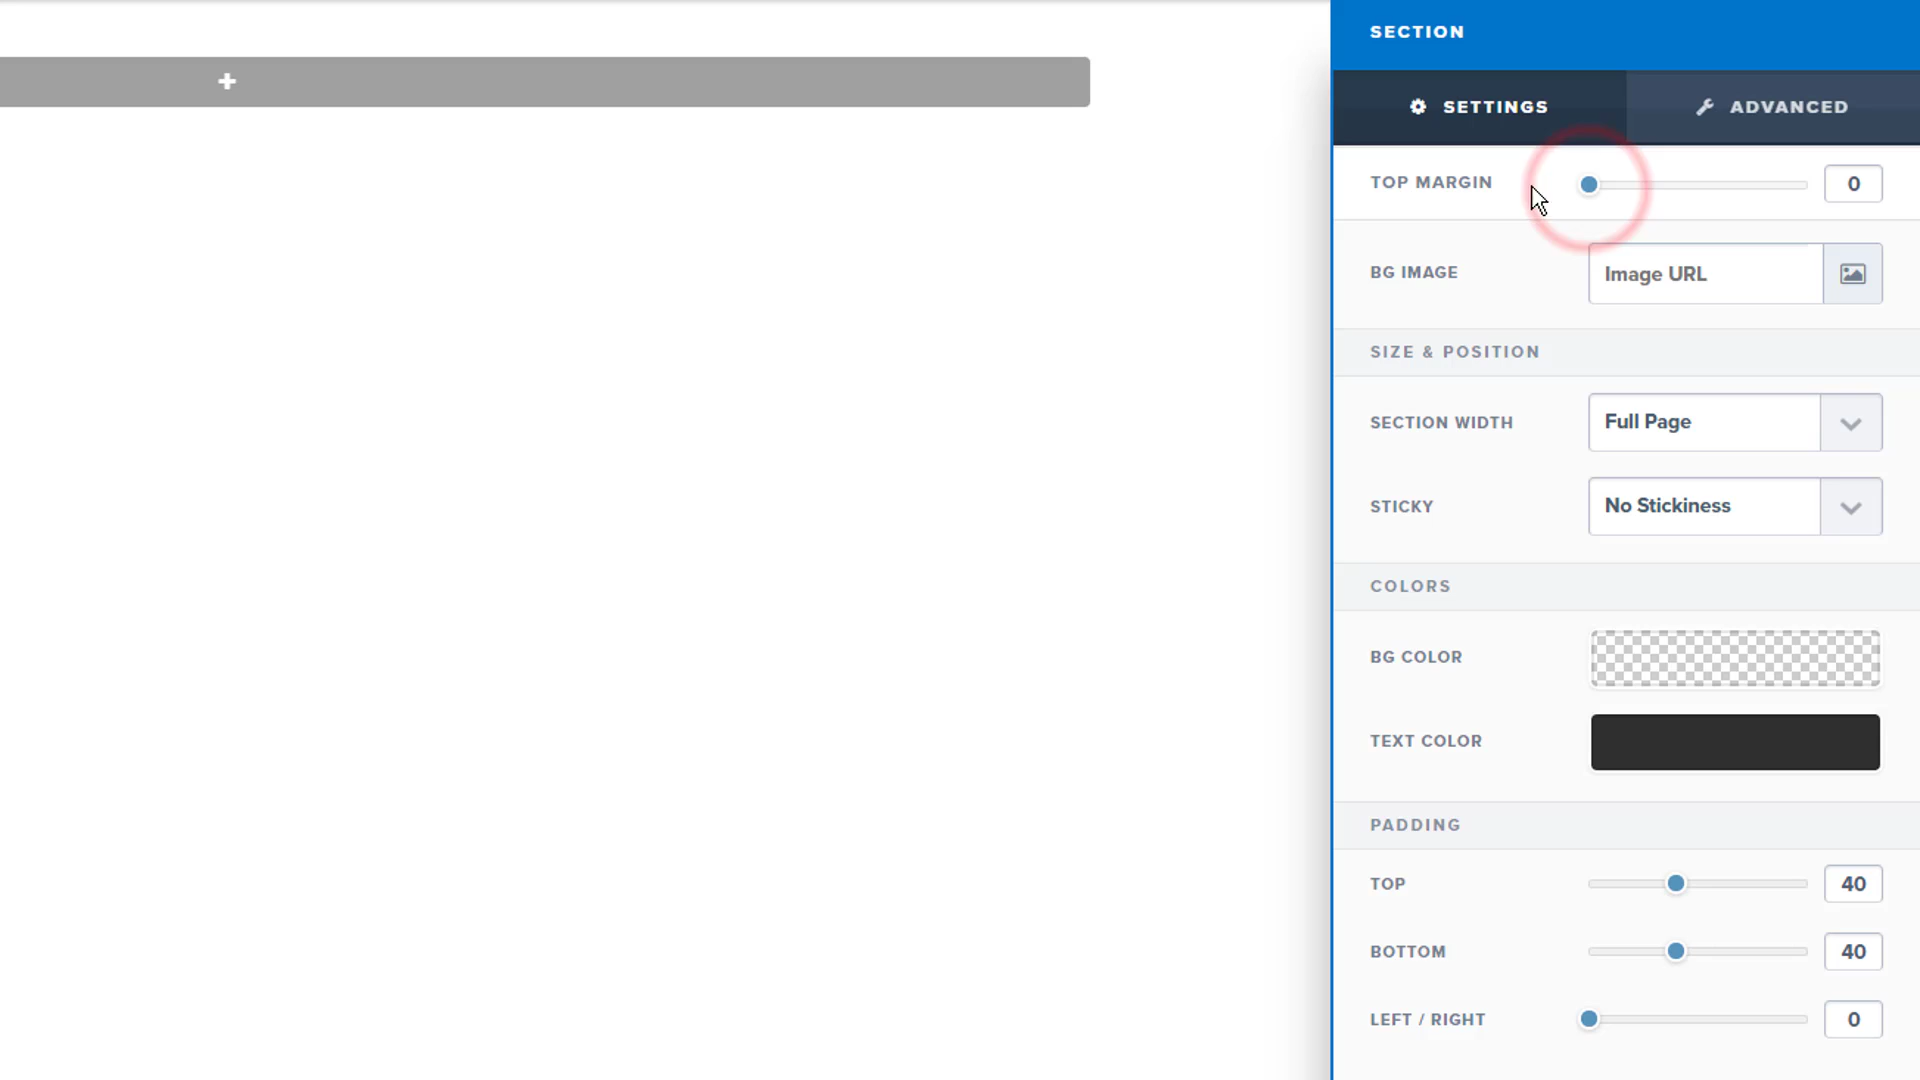 SECTION
SETTINGS
ADVANCED
TOP MARGIN
0
BG IMAGE
Image URL
SIZE & POSITION
SECTION WIDTH
Full Page
STICKY
No Stickiness
COLORS
BG COLOR
TEXT COLOR
PADDING
TOP
40
BOTTOM
40
LEFT / RIGHT
0